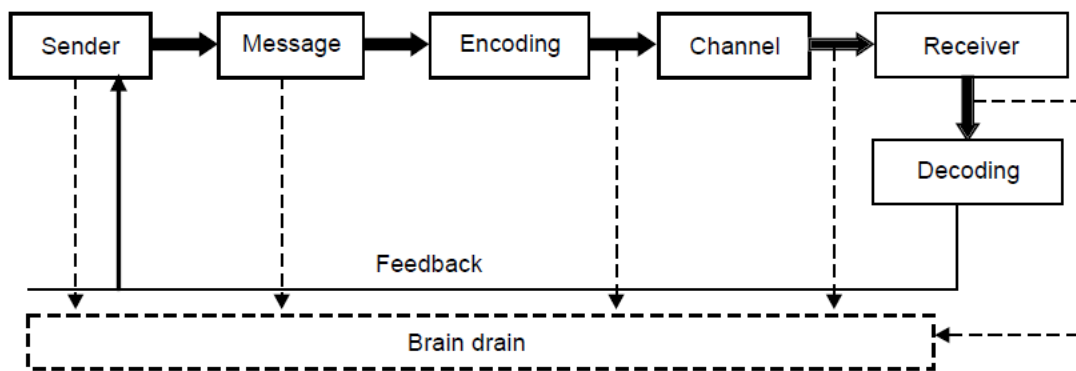 Sender
Message
Encoding
Channel
Receiver
Decoding
Feedback
Brain drain